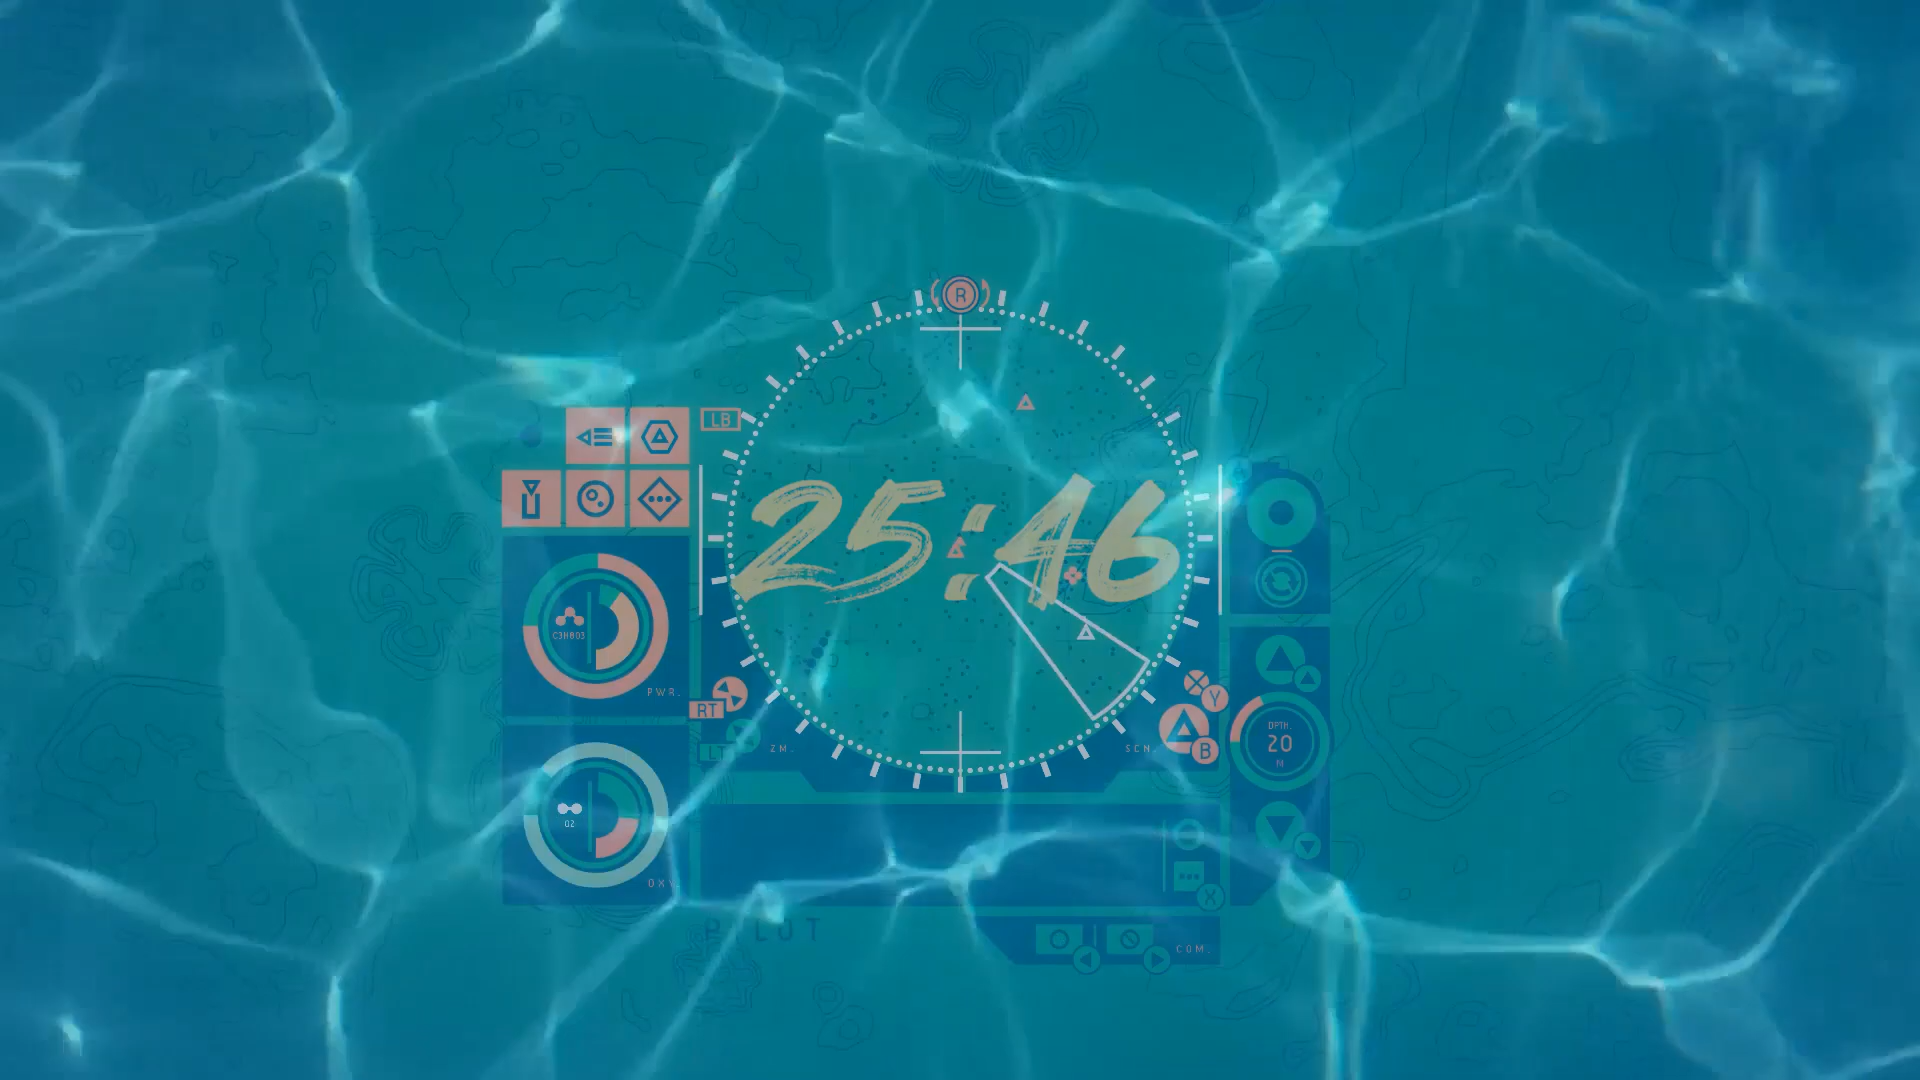 R
LB
25:46
C3H8O3
PWR.
RT
LT
ZM.
SCN.
Y
B
DPTH.
20
M
O2
OXY.
X
PILOT
COM.